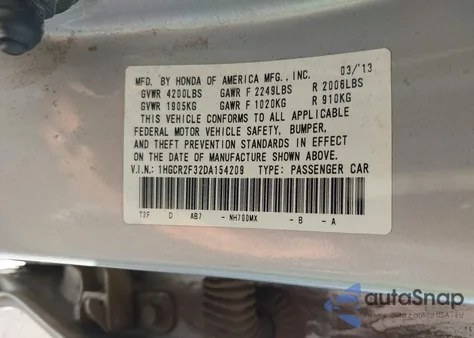 MFD. BY HONDA OF AMERICA MFG., INC. 03/'13
GVWR 4200LBS GAWR F 2249LBS R 2006LBS
GVWR 1905KG GAWR F 1020KG R 910KG
THIS VEHICLE CONFORMS TO ALL APPLICABLE
FEDERAL MOTOR VEHICLE SAFETY, BUMPER,
AND THEFT PREVENTION STANDARDS IN EFFECT
ON THE DATE OF MANUFACTURE SHOWN ABOVE.
V.I.N.: 1HGCR2F32DA154209 TYPE: PASSENGER CAR
T2F D AB7 - NH700MX - B - A
autoSnap